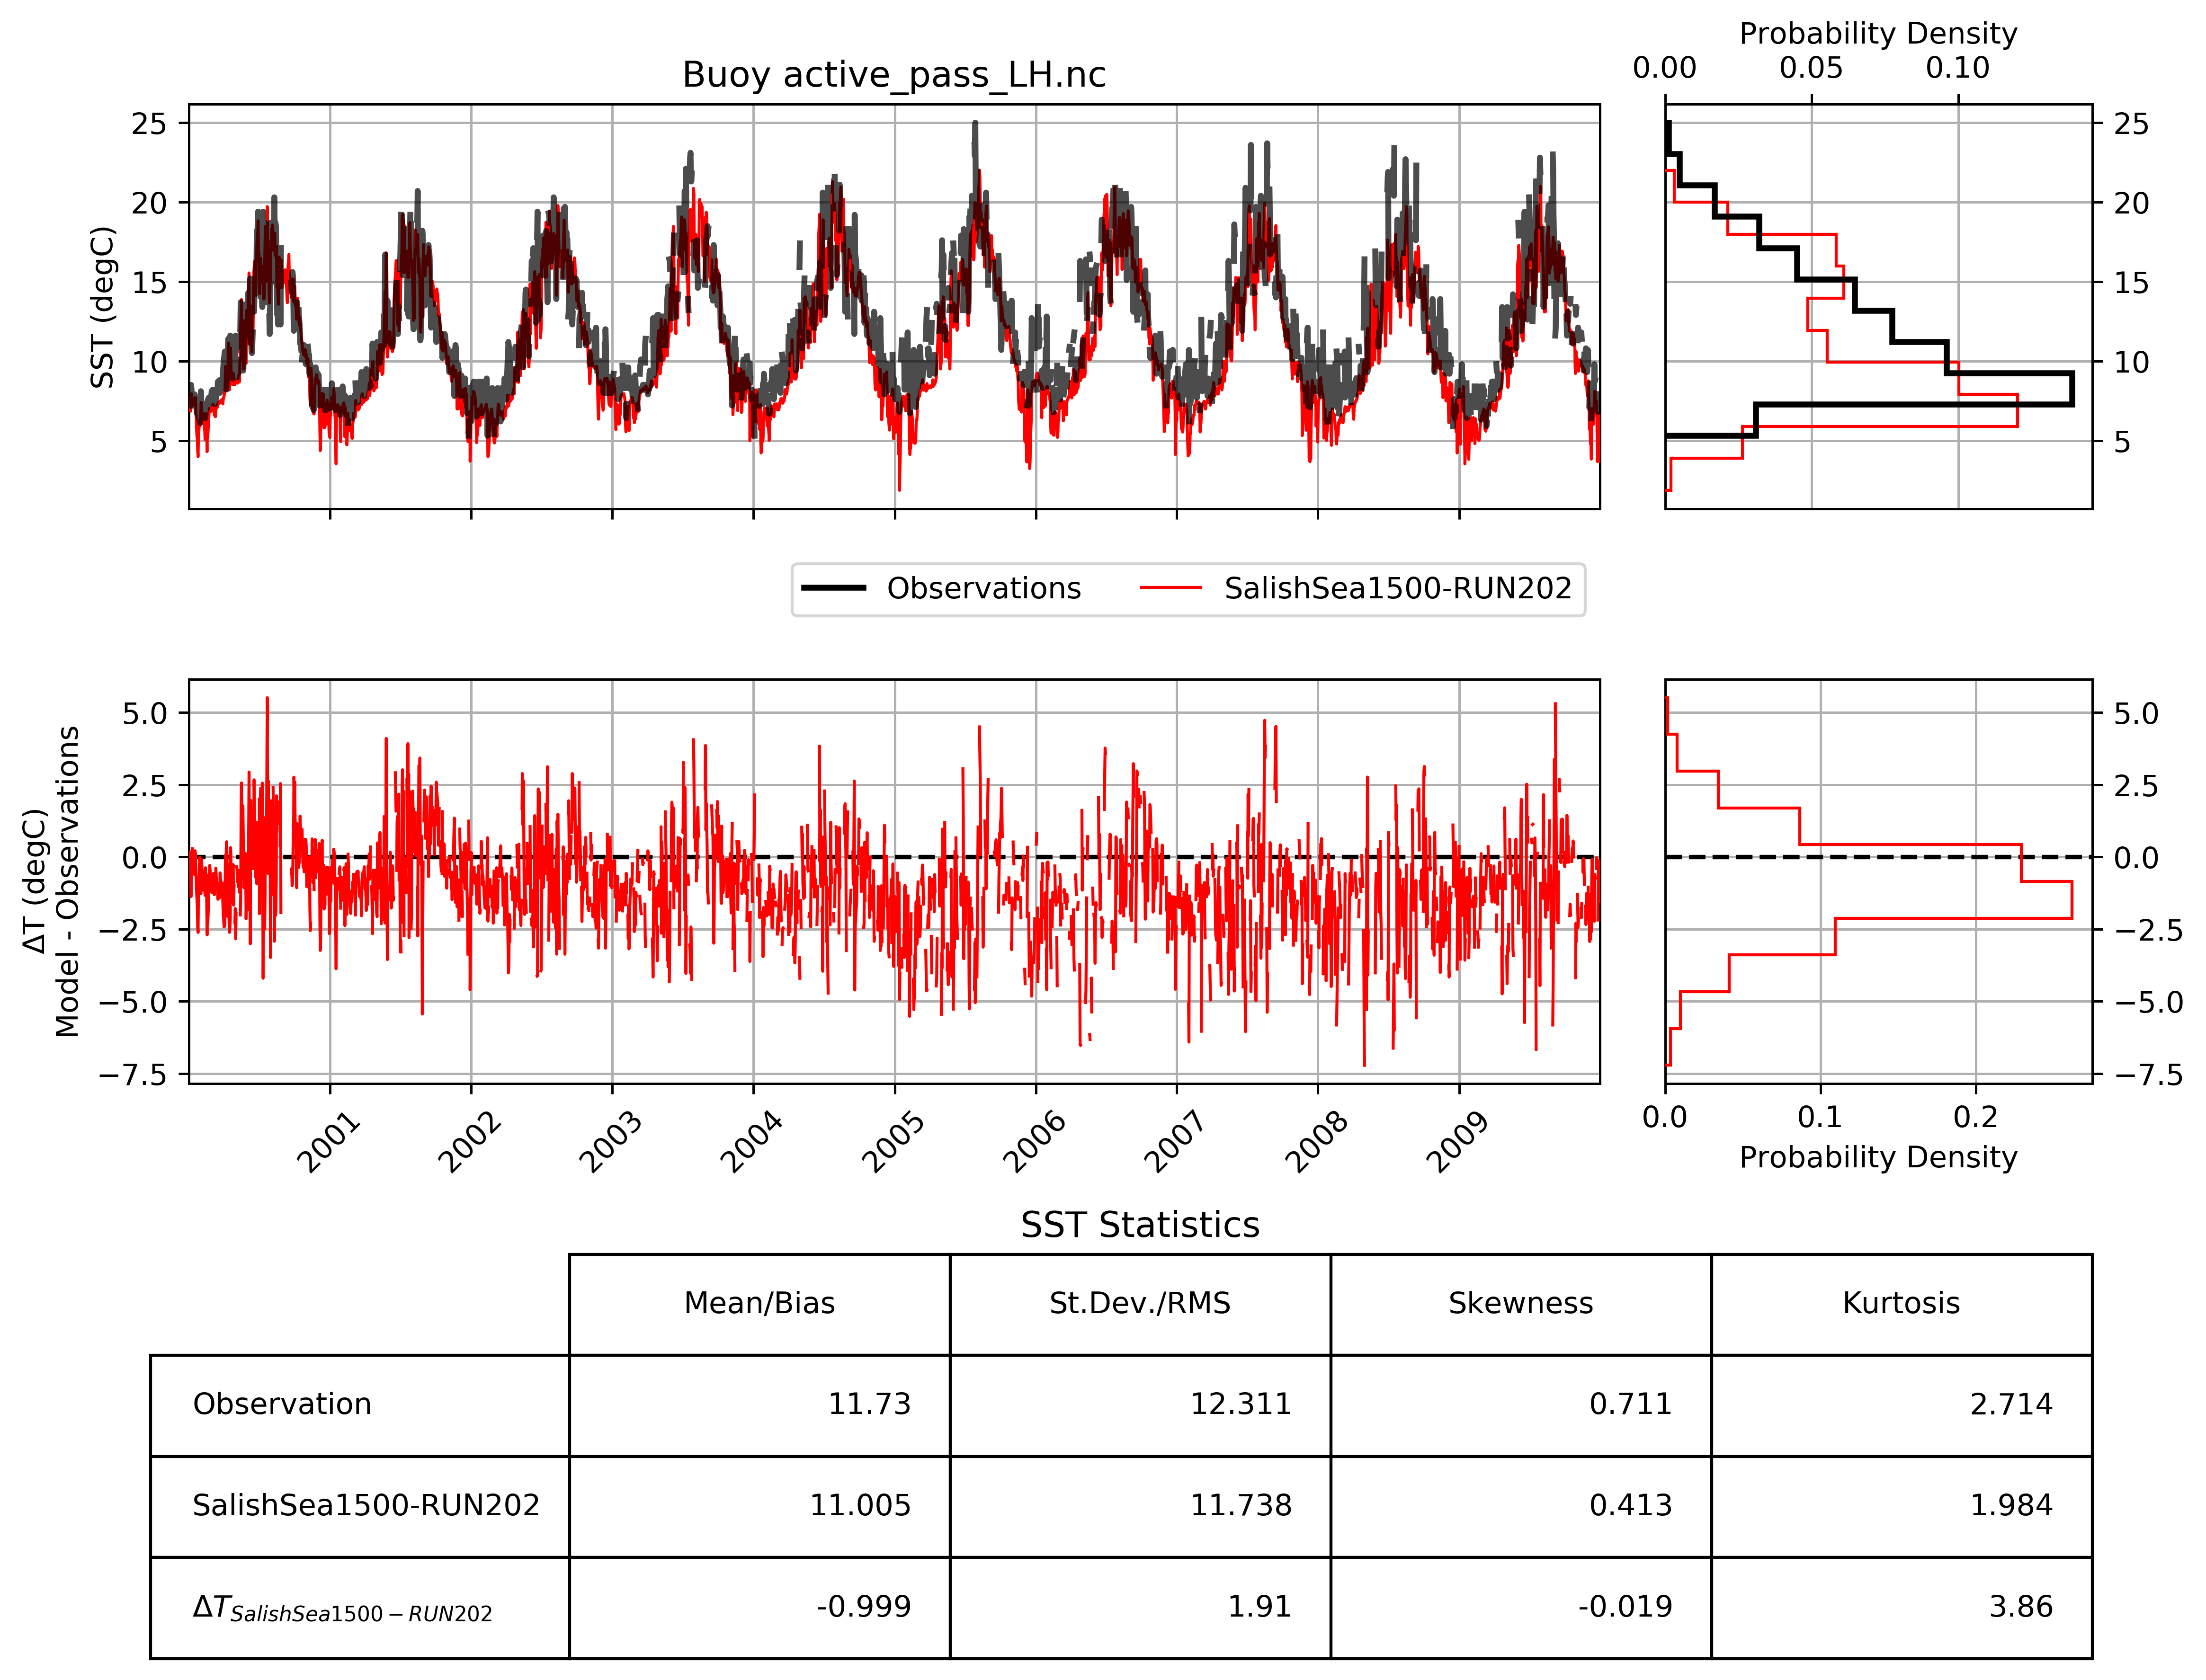 Probability Density
0.00 0.05 0.10
Buoy active_pass_LH.nc
25 25
20 20
15 15
10 10
5 5
SST (degC)
Observations SalishSea1500-RUN202
5.0 5.0
2.5 2.5
0.0 0.0
−2.5 −2.5
−5.0 −5.0
−7.5 −7.5
ΔT (degC)
Model - Observations
2001 2002 2003 2004 2005 2006 2007 2008 2009
0.0 0.1 0.2
Probability Density
SST Statistics
Mean/Bias St.Dev./RMS Skewness Kurtosis
Observation 11.73 12.311 0.711 2.714
SalishSea1500-RUN202 11.005 11.738 0.413 1.984
ΔT SalishSea1500−RUN202 -0.999 1.91 -0.019 3.86